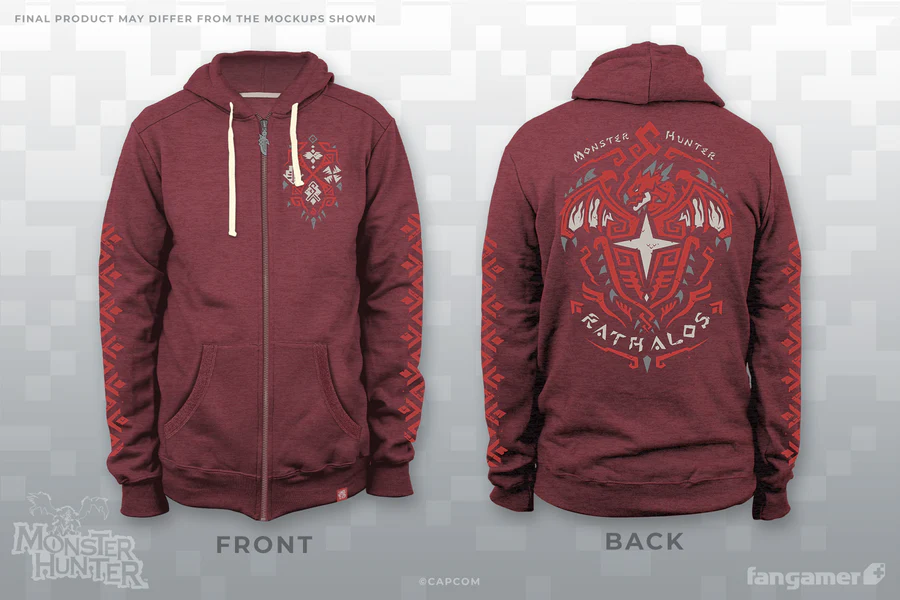 FINAL PRODUCT MAY DIFFER FROM THE MOCKUPS SHOWN
MONSTER HUNTER
RATHALOS
MONSTER
HUNTER
FRONT
BACK
©CAPCOM
fangamer